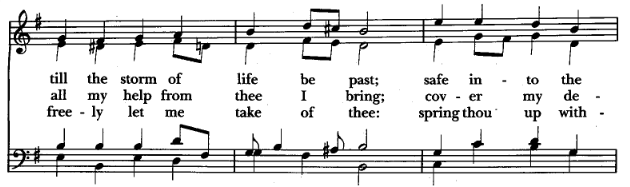 till the storm of life be past; safe in - to the
all my help from thee I bring; cov - er my de -
free - ly let me take of thee: spring thou up with -